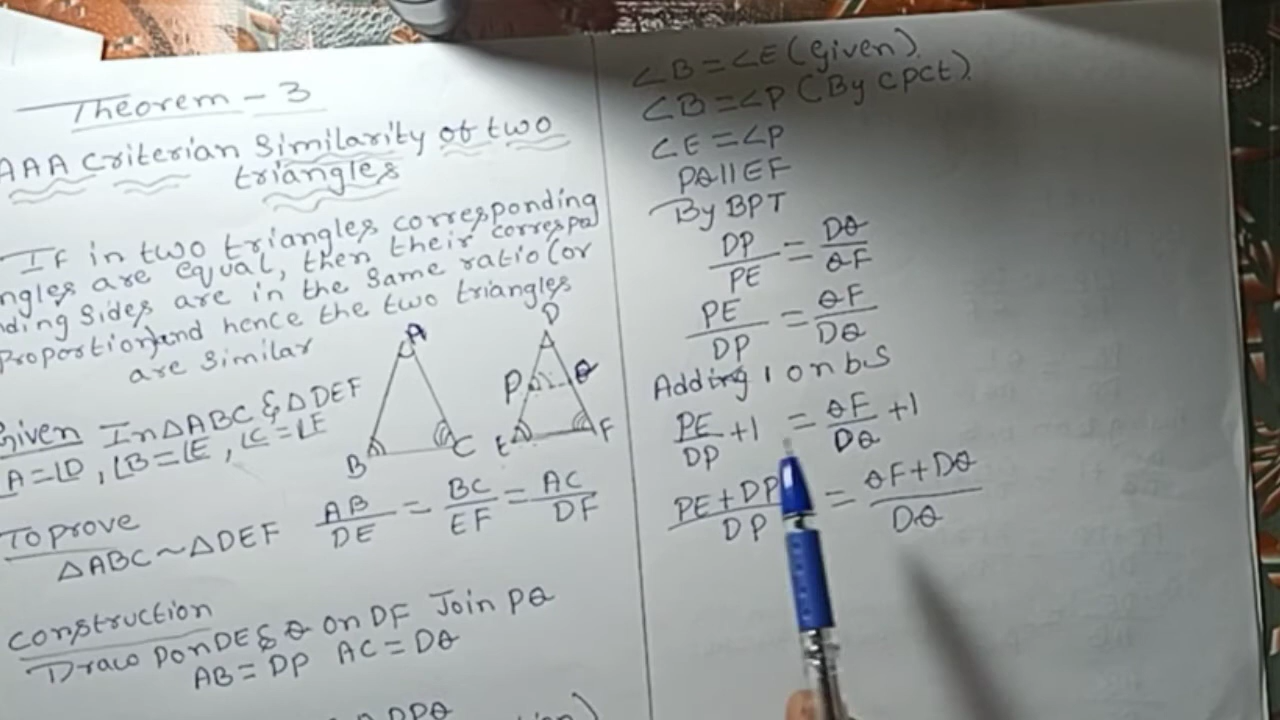 Theorem - 3
AAA Criterian Similarity of two
triangles
If in two triangles corresponding
ngles are equal, then their correspo
nding sides are in the same ratio (or
Proportion) and hence the two triangles
are similar
Given In △ABC & △DEF
∠A=∠D, ∠B=∠E, ∠C=∠F
To prove
△ABC ~ △DEF AB/DE = BC/EF = AC/DF
Construction
Draw P on DE & Q on DF Join PQ
AB = DP AC = DQ
A
B
C
D
P
Q
E
F
∠B = ∠E (Given)
∠B = ∠P (By CPCT)
∠E = ∠P
PQ || EF
By BPT
DP/PE = DQ/QF
PE/DP = QF/DQ
Adding 1 on b.s
PE/DP + 1 = QF/DQ + 1
PE + DP/DP = QF + DQ/DQ